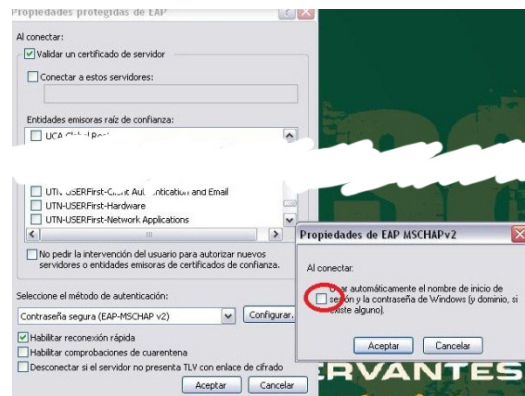 Propiedades protegidas de EAP
Al conectar:
Validar un certificado de servidor
Conectar a estos servidores:
Entidades emisoras raíz de confianza:
UCA Root
UTN-USERFirst-Client Authentication and Email
UTN-USERFirst-Hardware
UTN-USERFirst-Network Applications
No pedir la intervención del usuario para autorizar nuevos
servidores o entidades emisoras de certificados de confianza.
Seleccione el método de autenticación:
Contraseña segura (EAP-MSCHAP v2)
Configurar.
Habilitar reconexión rápida
Habilitar comprobaciones de cuarentena
Desconectar si el servidor no presenta TLV con enlace de cifrado
Aceptar Cancelar
Propiedades de EAP MSCHAPv2
Al conectar:
Usar automáticamente el nombre de inicio de
sesión y la contraseña de Windows (y dominio, si
existe alguno).
Aceptar Cancelar
ERVANTES